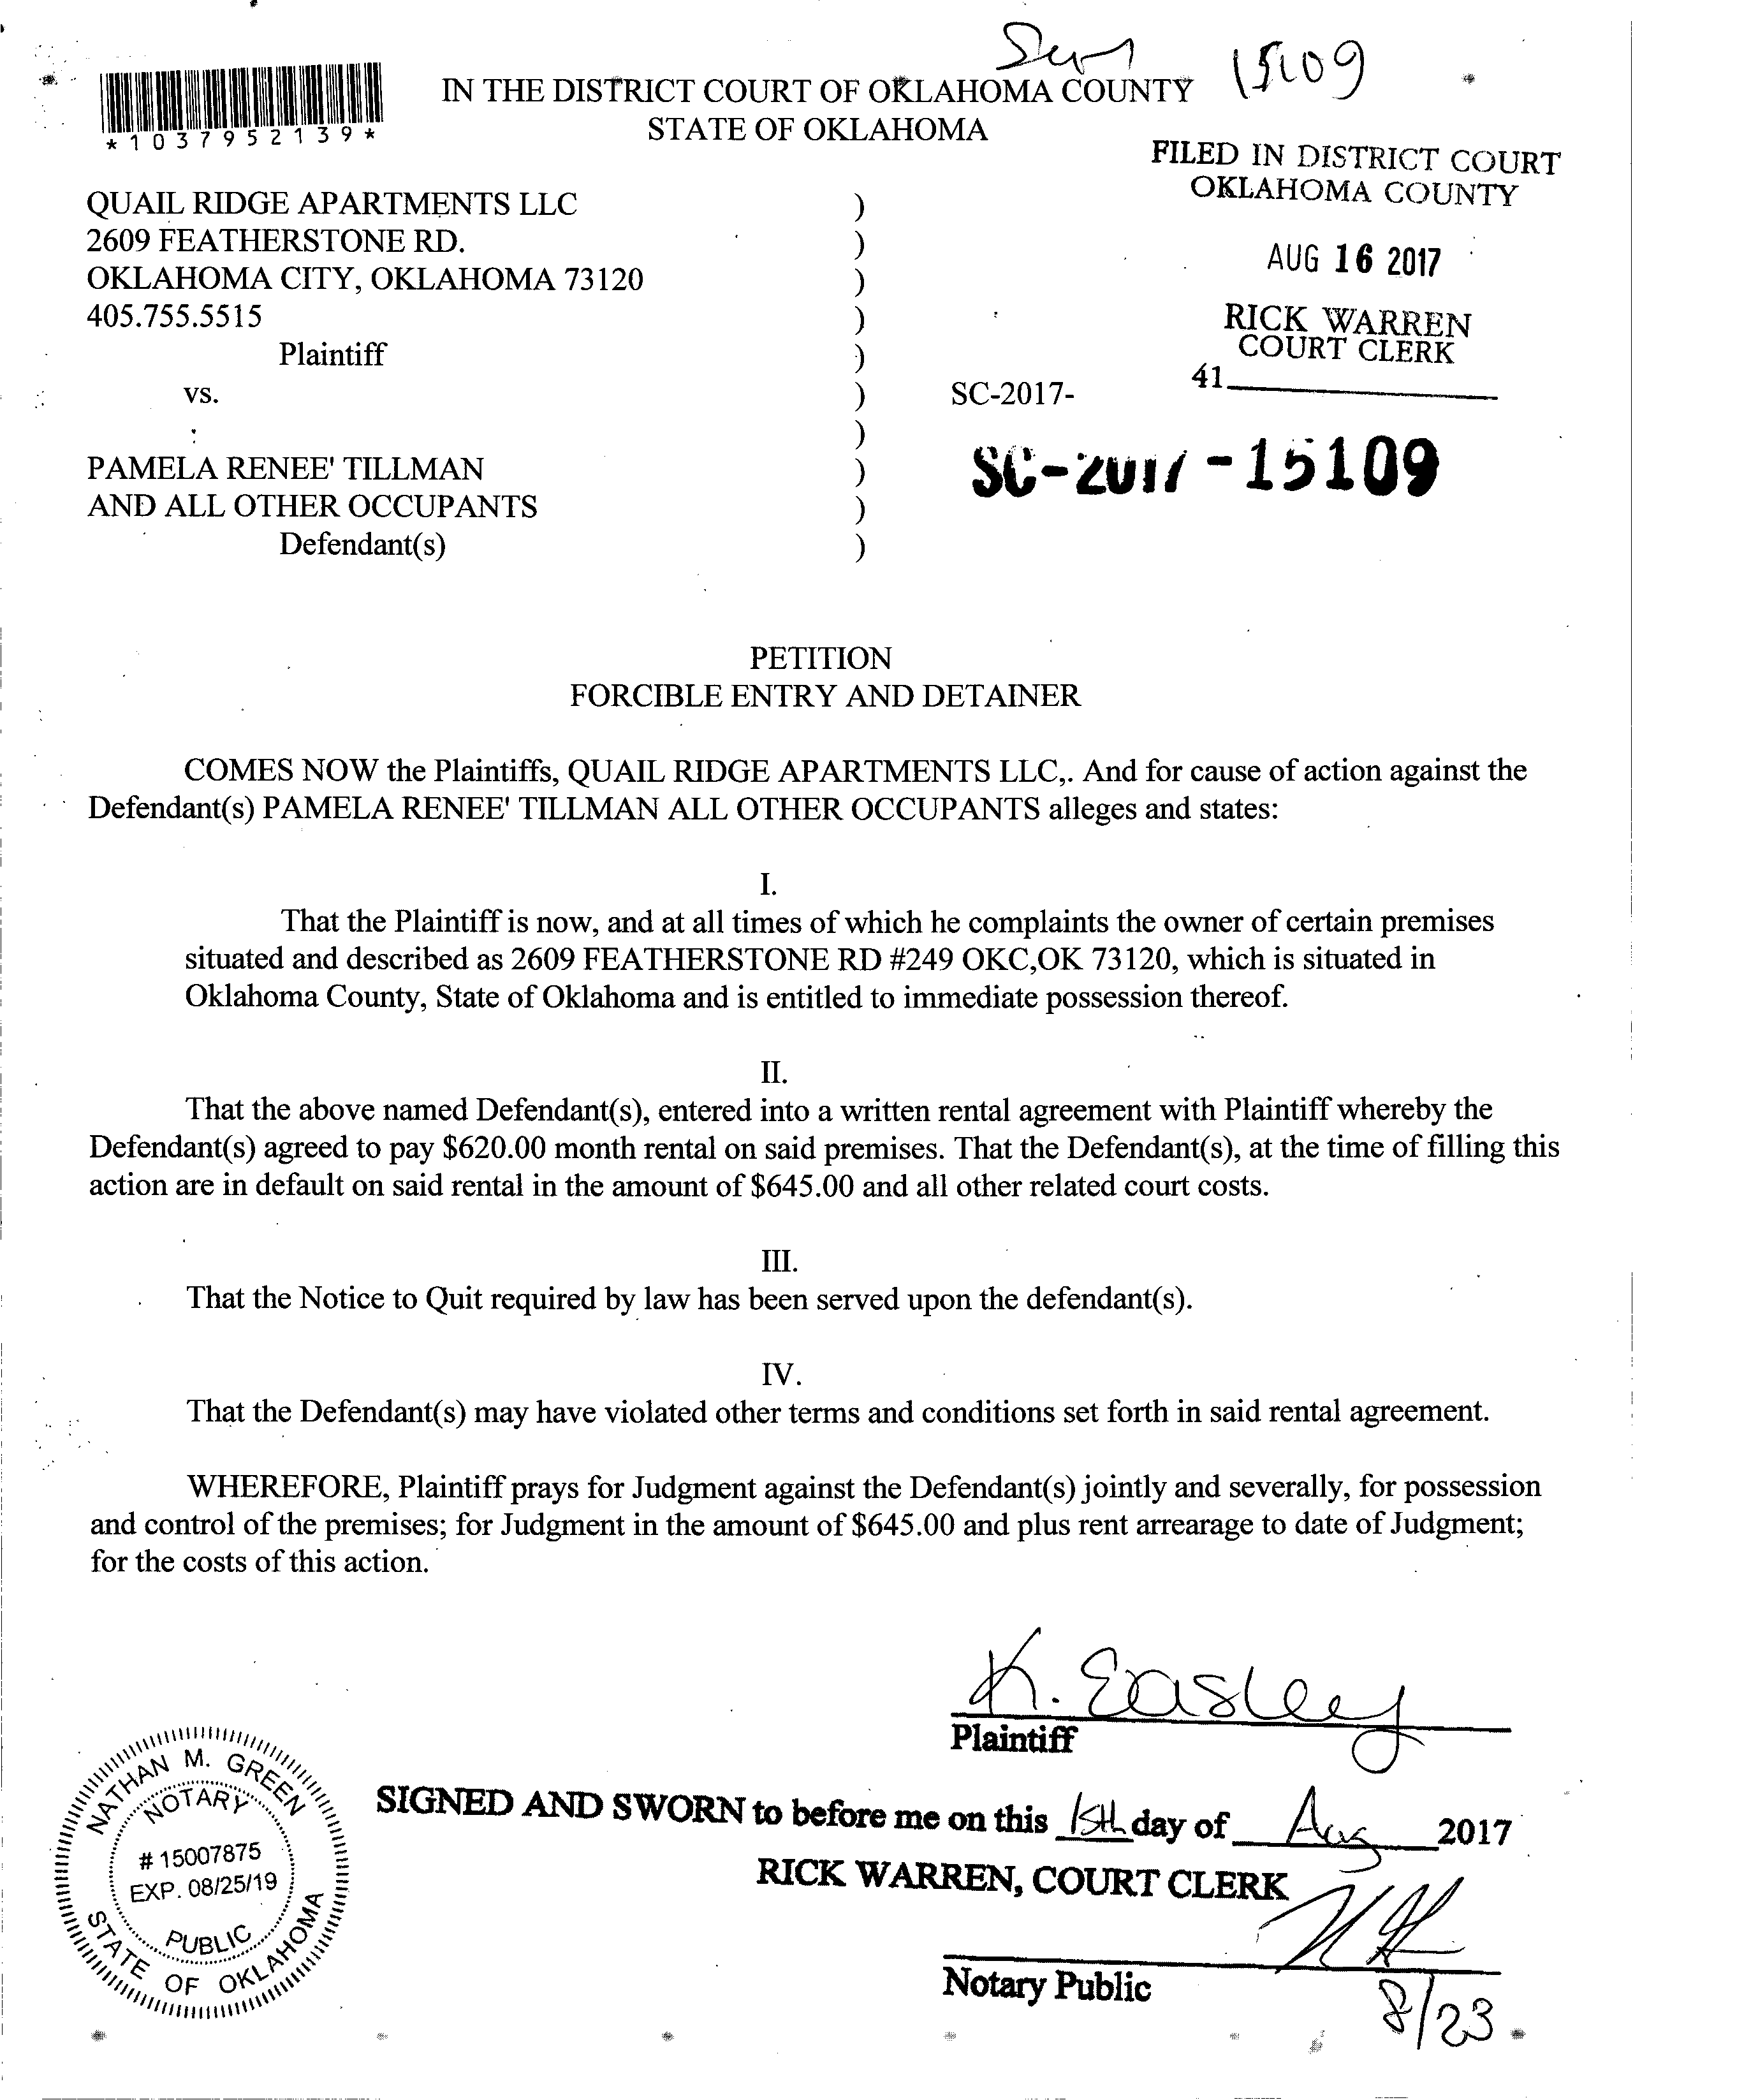 15109
IN THE DISTRICT COURT OF OKLAHOMA COUNTY
STATE OF OKLAHOMA
*1037952139*
FILED IN DISTRICT COURT
OKLAHOMA COUNTY
AUG 16 2017
RICK WARREN
COURT CLERK
41
QUAIL RIDGE APARTMENTS LLC )
2609 FEATHERSTONE RD. )
OKLAHOMA CITY, OKLAHOMA 73120 )
405.755.5515 )
Plaintiff )
vs. ) SC-2017-
)
SC-2017-15109
PAMELA RENEE' TILLMAN )
AND ALL OTHER OCCUPANTS )
Defendant(s) )
PETITION
FORCIBLE ENTRY AND DETAINER
COMES NOW the Plaintiffs, QUAIL RIDGE APARTMENTS LLC,. And for cause of action against the
Defendant(s) PAMELA RENEE' TILLMAN ALL OTHER OCCUPANTS alleges and states:
I.
That the Plaintiff is now, and at all times of which he complaints the owner of certain premises
situated and described as 2609 FEATHERSTONE RD #249 OKC,OK 73120, which is situated in
Oklahoma County, State of Oklahoma and is entitled to immediate possession thereof.
II.
That the above named Defendant(s), entered into a written rental agreement with Plaintiff whereby the
Defendant(s) agreed to pay $620.00 month rental on said premises. That the Defendant(s), at the time of filling this
action are in default on said rental in the amount of $645.00 and all other related court costs.
III.
That the Notice to Quit required by law has been served upon the defendant(s).
IV.
That the Defendant(s) may have violated other terms and conditions set forth in said rental agreement.
WHEREFORE, Plaintiff prays for Judgment against the Defendant(s) jointly and severally, for possession
and control of the premises; for Judgment in the amount of $645.00 and plus rent arrearage to date of Judgment;
for the costs of this action.
K. Easley
Plaintiff
SIGNED AND SWORN to before me on this 15th day of Aug 2017
RICK WARREN, COURT CLERK
Notary Public
8/23
NATHAN M. GREEN
NOTARY
# 15007875
EXP. 08/25/19
PUBLIC
STATE OF OKLAHOMA